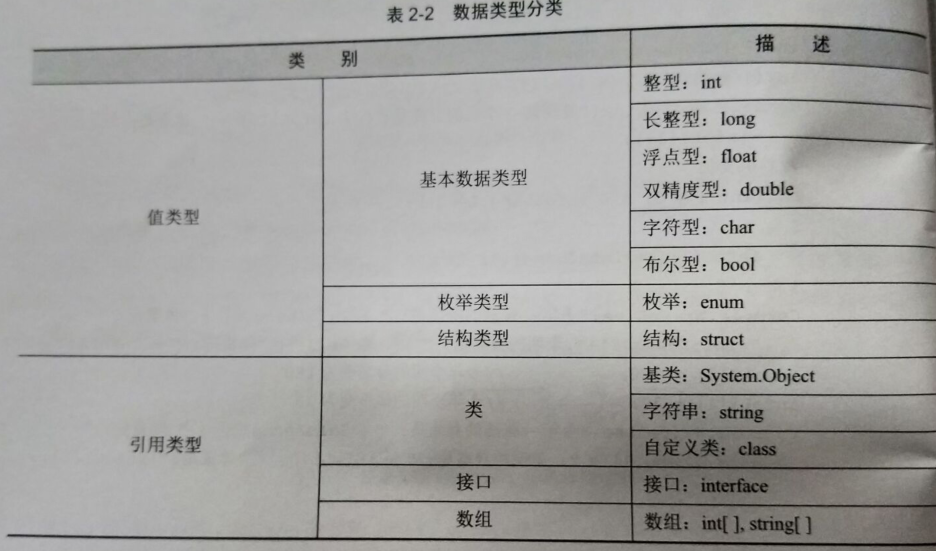 表 2-2 数据类型分类
类 别
描 述
值类型
基本数据类型
整型：int
长整型：long
浮点型：float
双精度型：double
字符型：char
布尔型：bool
枚举类型
枚举：enum
结构类型
结构：struct
引用类型
类
基类：System.Object
字符串：string
自定义类：class
接口
接口：interface
数组
数组：int[ ], string[ ]